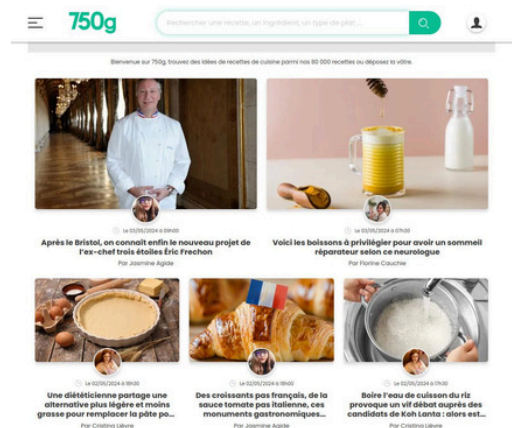 750g
Rechercher une recette, un ingrédient, un type de plat...
Bienvenue sur 750g, trouvez des idées de recettes de cuisine parmi nos 80 000 recettes ou déposez la vôtre.
Le 03/05/2024 à 09h00
Après le Bristol, on connaît enfin le nouveau projet de
l'ex-chef trois étoiles Éric Frechon
Par Jasmine Agide
Le 03/05/2024 à 07h00
Voici les boissons à privilégier pour avoir un sommeil
réparateur selon ce neurologue
Par Florine Cauchie
Le 02/05/2024 à 19h30
Une diététicienne partage une
alternative plus légère et moins
grasse pour remplacer la pâte po...
Par Cristina Lièvre
Le 02/05/2024 à 18h00
Des croissants pas français, de la
sauce tomate pas italienne, ces
monuments gastronomiques...
Par Jasmine Agide
Le 02/05/2024 à 17h30
Boire l'eau de cuisson du riz
provoque un vif débat auprès des
candidats de Koh Lanta : alors est...
Par Cristina Lièvre